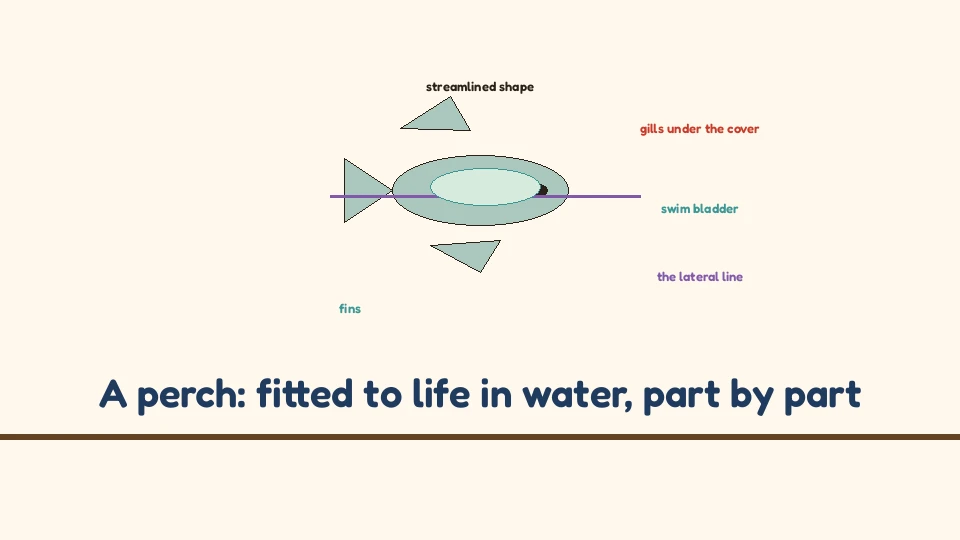 streamlined shape
gills under the cover
swim bladder
the lateral line
fins
A perch: fitted to life in water, part by part